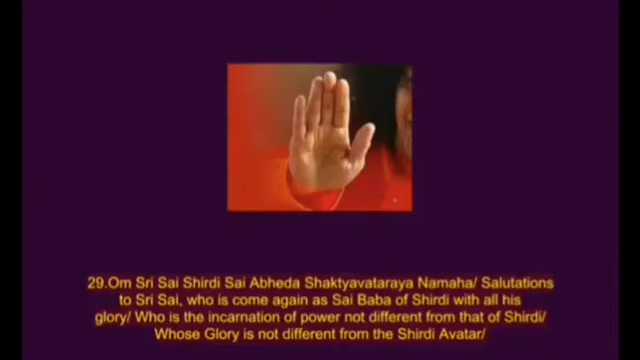 29.Om Sri Sai Shirdi Sai Abheda Shaktyavataraya Namaha/ Salutations
to Sri Sai, who is come again as Sai Baba of Shirdi with all his
glory/ Who is the incarnation of power not different from that of Shirdi/
Whose Glory is not different from the Shirdi Avatar/